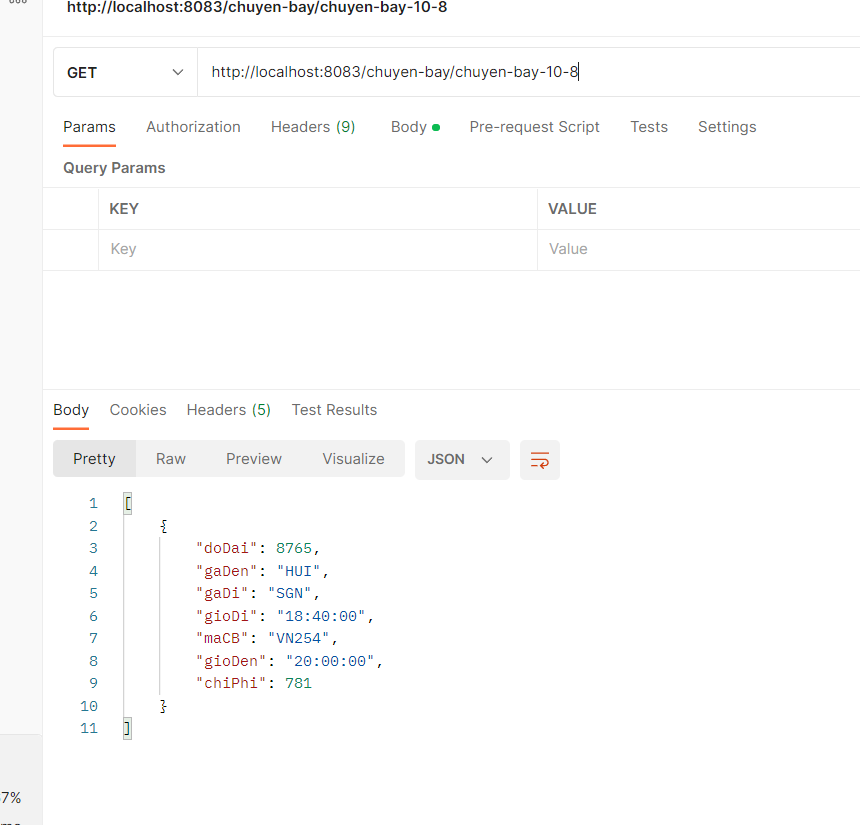 http://localhost:8083/chuyen-bay/chuyen-bay-10-8
GET http://localhost:8083/chuyen-bay/chuyen-bay-10-8
Params Authorization Headers (9) Body Pre-request Script Tests Settings
Query Params
KEY VALUE
Key Value
Body Cookies Headers (5) Test Results
Pretty Raw Preview Visualize JSON
1 [
2 {
3 "doDai": 8765,
4 "gaDen": "HUI",
5 "gaDi": "SGN",
6 "gioDi": "18:40:00",
7 "maCB": "VN254",
8 "gioDen": "20:00:00",
9 "chiPhi": 781
10 }
11 ]
7%